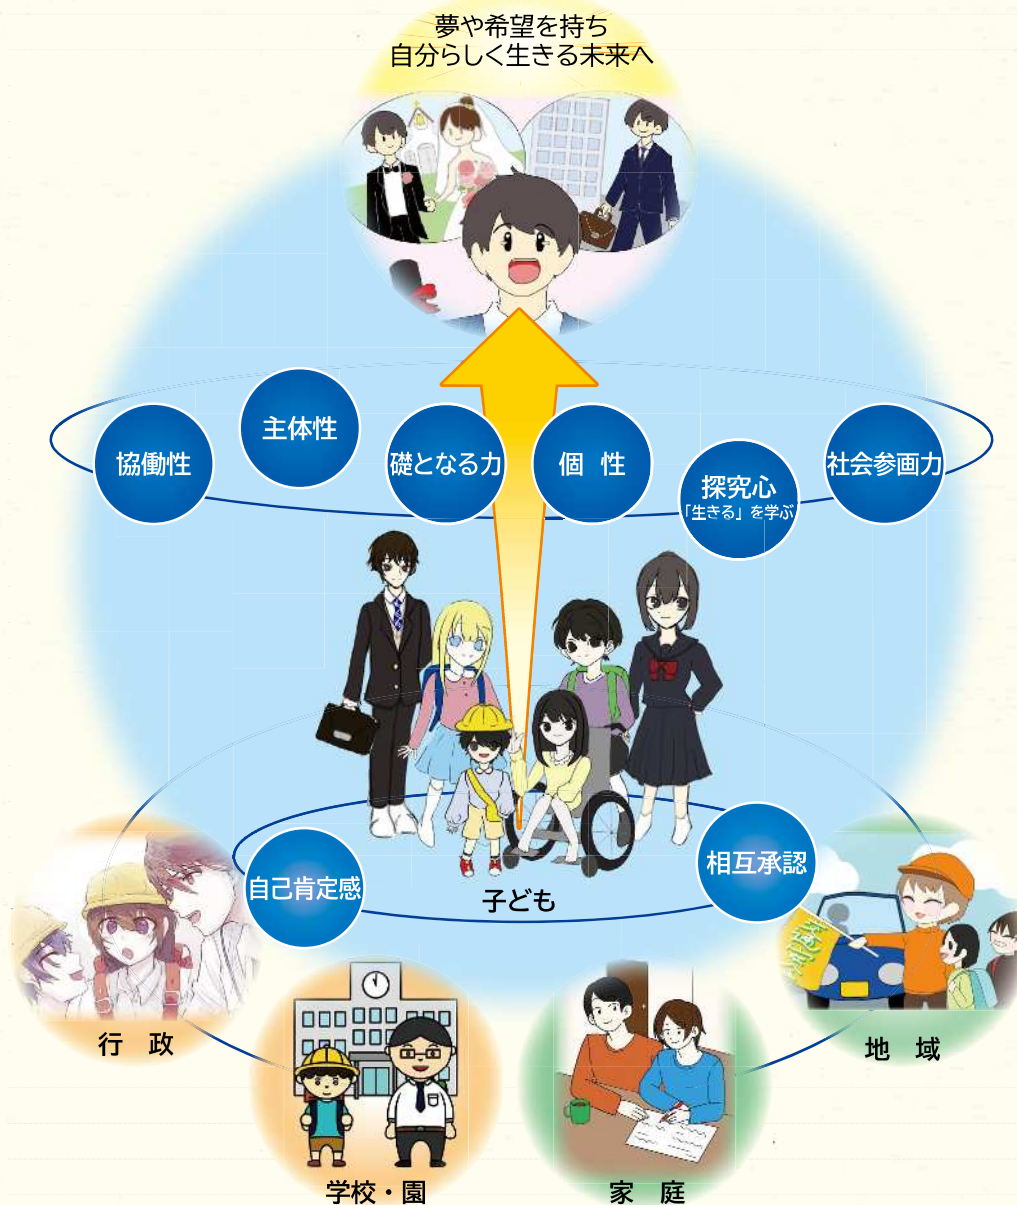 夢や希望を持ち
自分らしく生きる未来へ
協働性
主体性
礎となる力
個 性
探究心
「生きる」を学ぶ
社会参画力
自己肯定感
相互承認
子ども
行 政
地 域
学校・園
家 庭